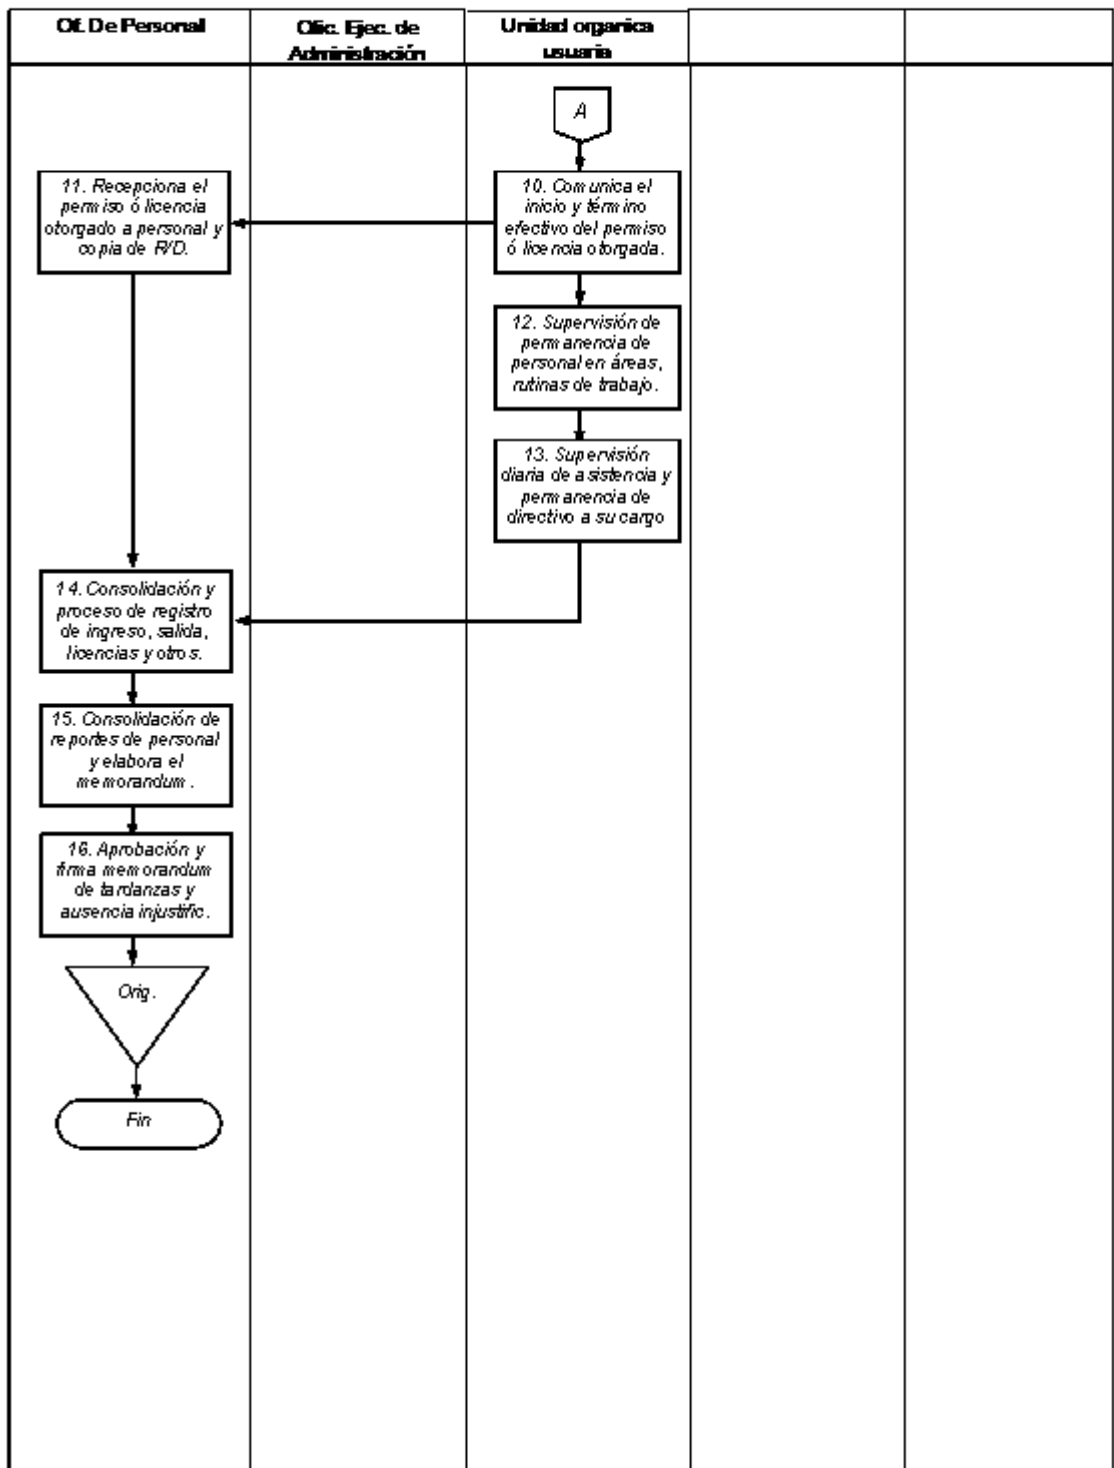 Of. De Personal
Ofic. Ejec. de
Administración
Unidad organica
usuaria
A
10. Comunica el
inicio y término
efectivo del permiso
ó licencia otorgada.
11. Recepciona el
permiso ó licencia
otorgado a personal y
copia de R/D.
12. Supervisión de
permanencia de
personal en áreas,
rutinas de trabajo.
13. Supervisión
diaria de asistencia y
permanencia de
directivo a su cargo
14. Consolidación y
proceso de registro
de ingreso, salida,
licencias y otros.
15. Consolidación de
reportes de personal
y elabora el
memorandum.
16. Aprobación y
firma memorandum
de tardanzas y
ausencia injustific.
Orig.
Fin